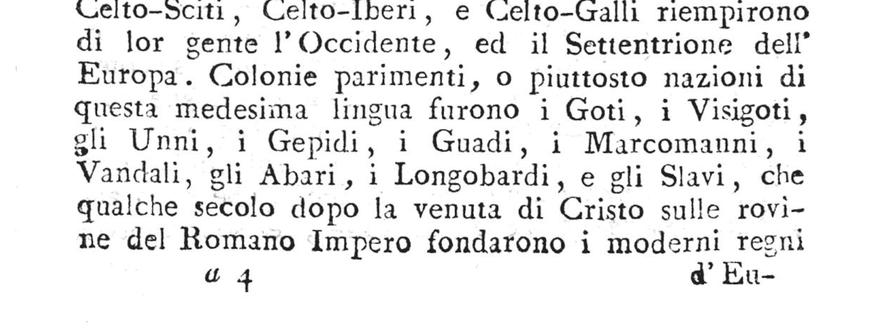 Celto-Sciti, Celto-Iberi, e Celto-Galli riempirono
di lor gente l'Occidente, ed il Settentrione dell'
Europa. Colonie parimenti, o piuttosto nazioni di
questa medesima lingua furono i Goti, i Visigoti,
gli Unni, i Gepidi, i Guadi, i Marcomanni, i
Vandali, gli Abari, i Longobardi, e gli Slavi, che
qualche secolo dopo la venuta di Cristo sulle rovi-
ne del Romano Impero fondarono i moderni regni
a 4 d'Eu-